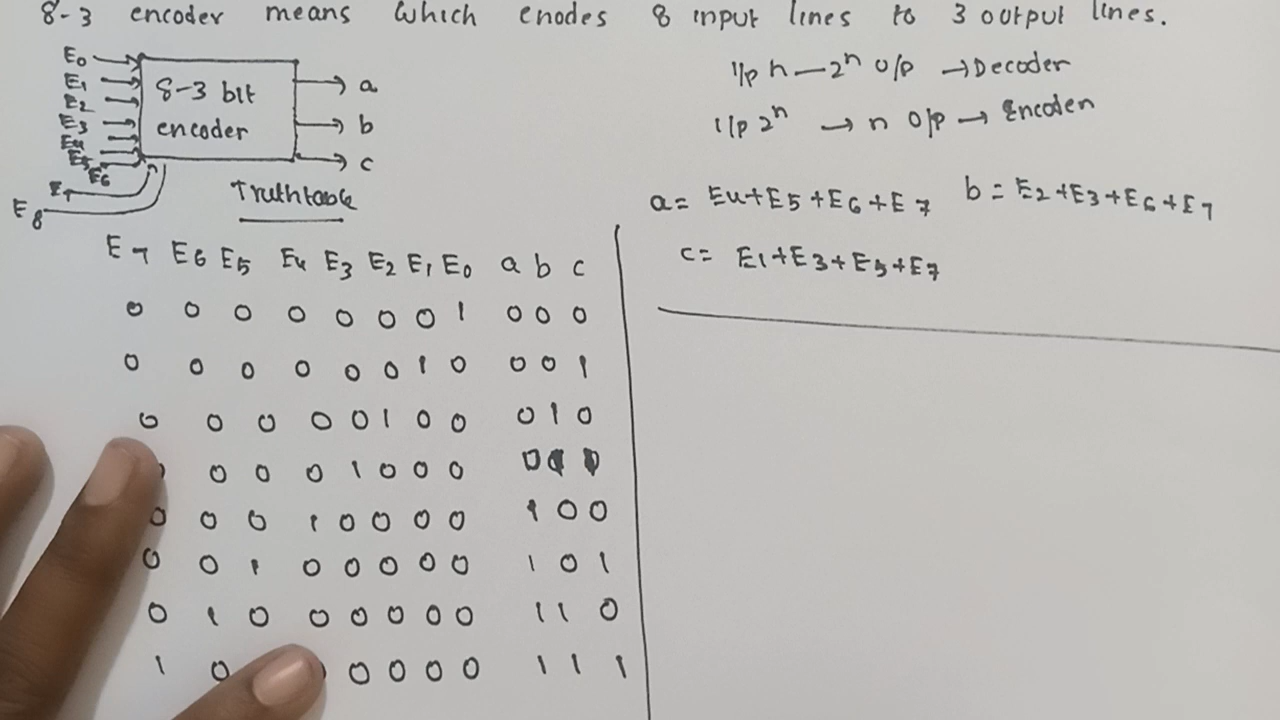 8-3 encoder means which enodes 8 input lines to 3 output lines.
E0
E1
E2
E3
E4
E5
E6
E7
E8
8-3 bit
encoder
a
b
c
I/p n — 2^n o/p → Decoder
I/p 2^n → n o/p → Encoder
Truthtable
a = E4+E5+E6+E7 b = E2+E3+E6+E7
c = E1+E3+E5+E7
E7 E6 E5 E4 E3 E2 E1 E0 a b c
0 0 0 0 0 0 0 1 0 0 0
0 0 0 0 0 0 1 0 0 0 1
0 0 0 0 0 1 0 0 0 1 0
0 0 0 1 0 0 0 0
0 0 0 1 0 0 0 0 1 0 0
0 0 1 0 0 0 0 0 1 0 1
0 1 0 0 0 0 0 0 1 1 0
1 0 0 0 0 0 1 1 1